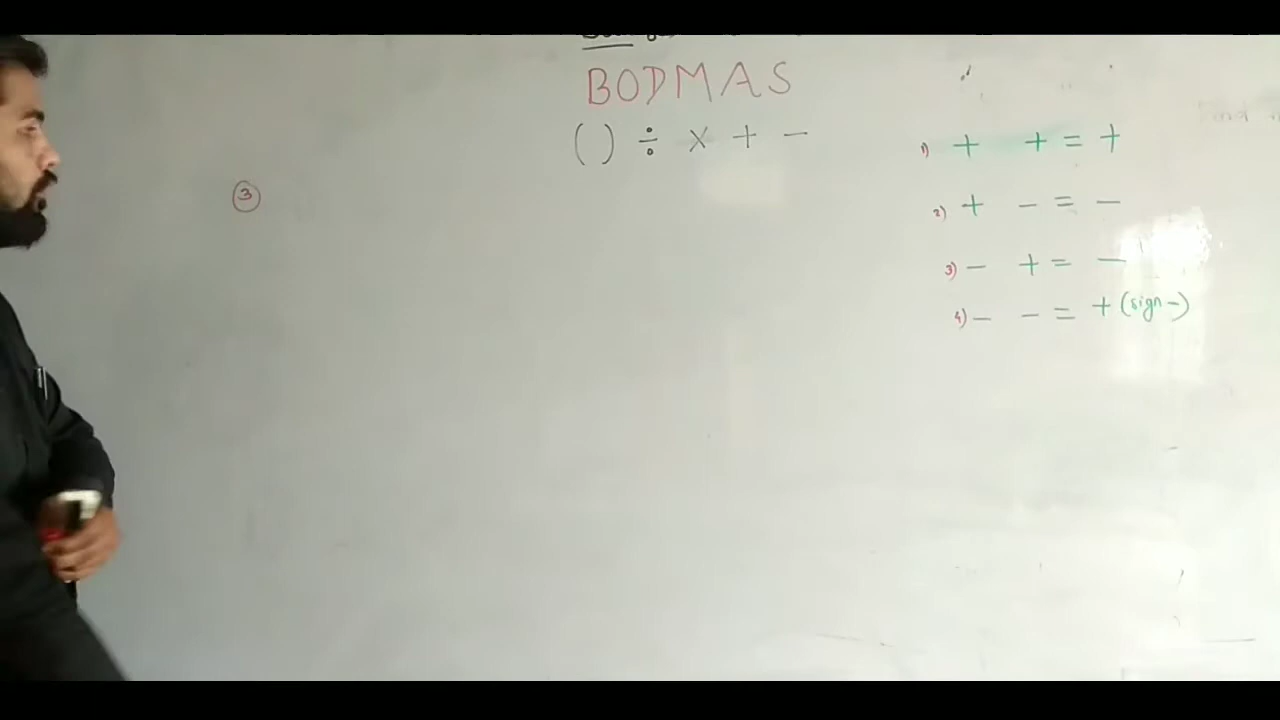 BODMAS
( ) ÷ × + −
③
1) + + = +
2) + − = −
3) − + = −
4) − − = + (sign −)